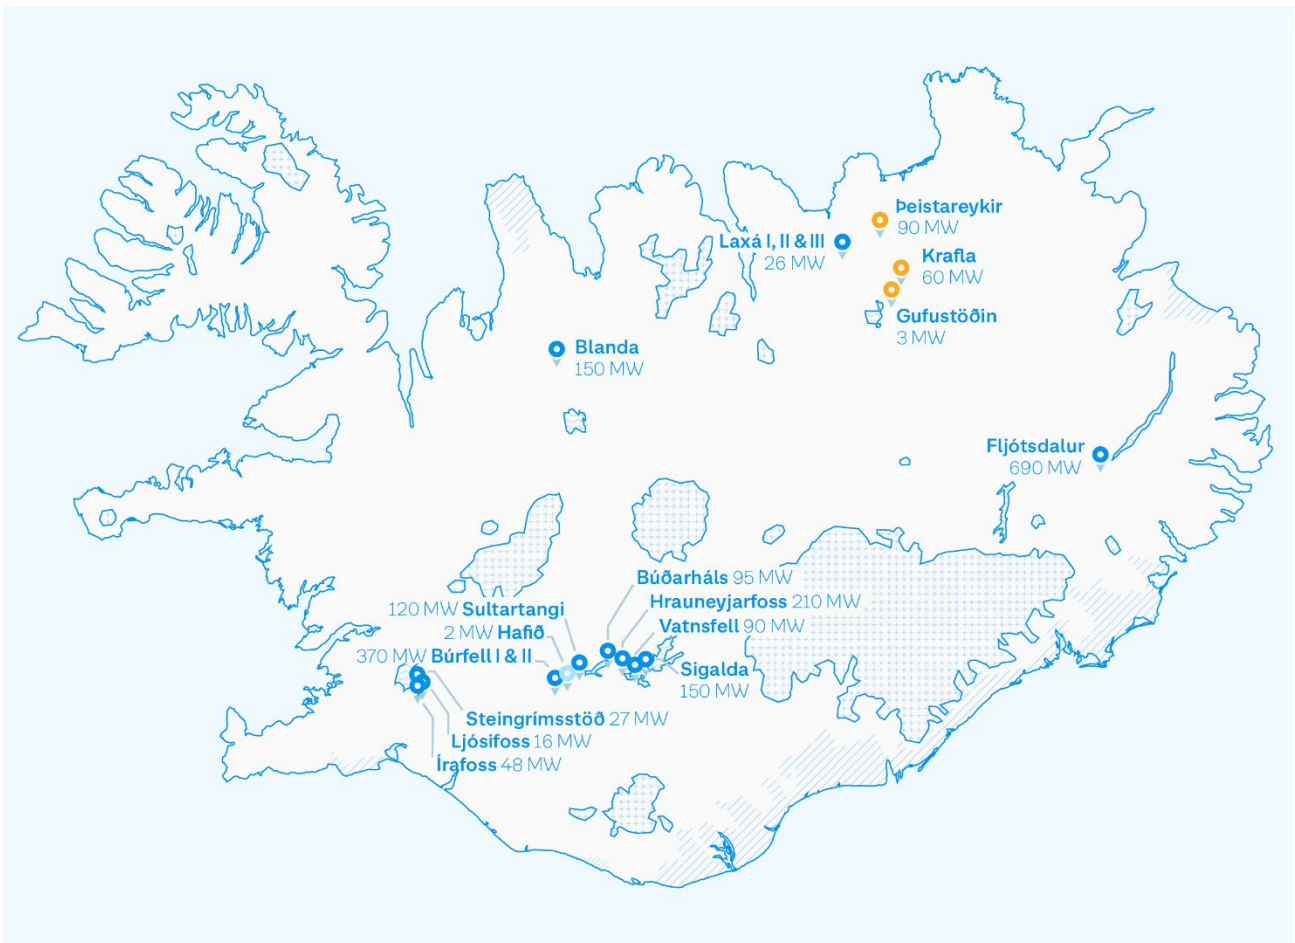 Þeistareykir
90 MW
Laxá I, II & III
26 MW
Krafla
60 MW
Gufustöðin
3 MW
Blanda
150 MW
Fljótsdalur
690 MW
Búðarháls 95 MW
Hrauneyjarfoss 210 MW
120 MW Sultartangi
Vatnsfell 90 MW
2 MW Hafið
370 MW Búrfell I & II
Sigalda
150 MW
Steingrímsstöð 27 MW
Ljósifoss 16 MW
Írafoss 48 MW